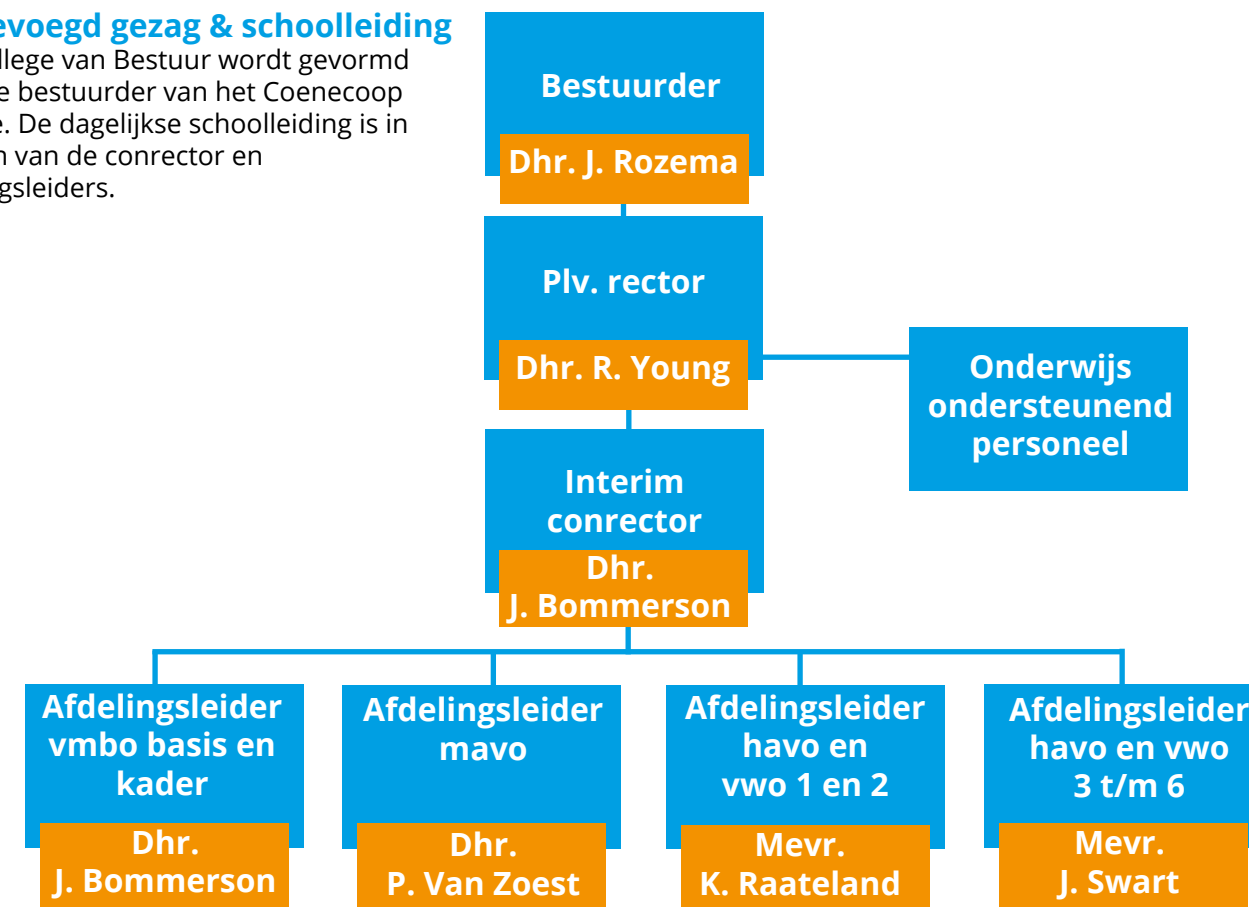 evoegd gezag & schoolleiding
llege van Bestuur wordt gevormd
e bestuurder van het Coenecoop
e. De dagelijkse schoolleiding is in
n van de conrector en
gsleiders.
Bestuurder
Dhr. J. Rozema
Plv. rector
Dhr. R. Young
Onderwijs
ondersteunend
personeel
Interim
conrector
Dhr.
J. Bommerson
Afdelingsleider
vmbo basis en
kader
Dhr.
J. Bommerson
Afdelingsleider
mavo
Dhr.
P. Van Zoest
Afdelingsleider
havo en
vwo 1 en 2
Mevr.
K. Raateland
Afdelingsleider
havo en vwo
3 t/m 6
Mevr.
J. Swart